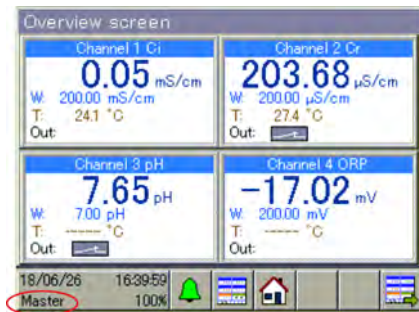 Overview screen
Channel 1 Ci
0.05 mS/cm
W: 200.00 mS/cm
T: 24.1 °C
Out:
Channel 2 Cr
203.68 µS/cm
W: 200.00 µS/cm
T: 27.4 °C
Out:
Channel 3 pH
7.65 pH
W: 7.00 pH
T: ----- °C
Out:
Channel 4 ORP
-17.02 mV
W: 200.00 mV
T: ----- °C
Out:
18/06/26 16:39:59
Master 100%